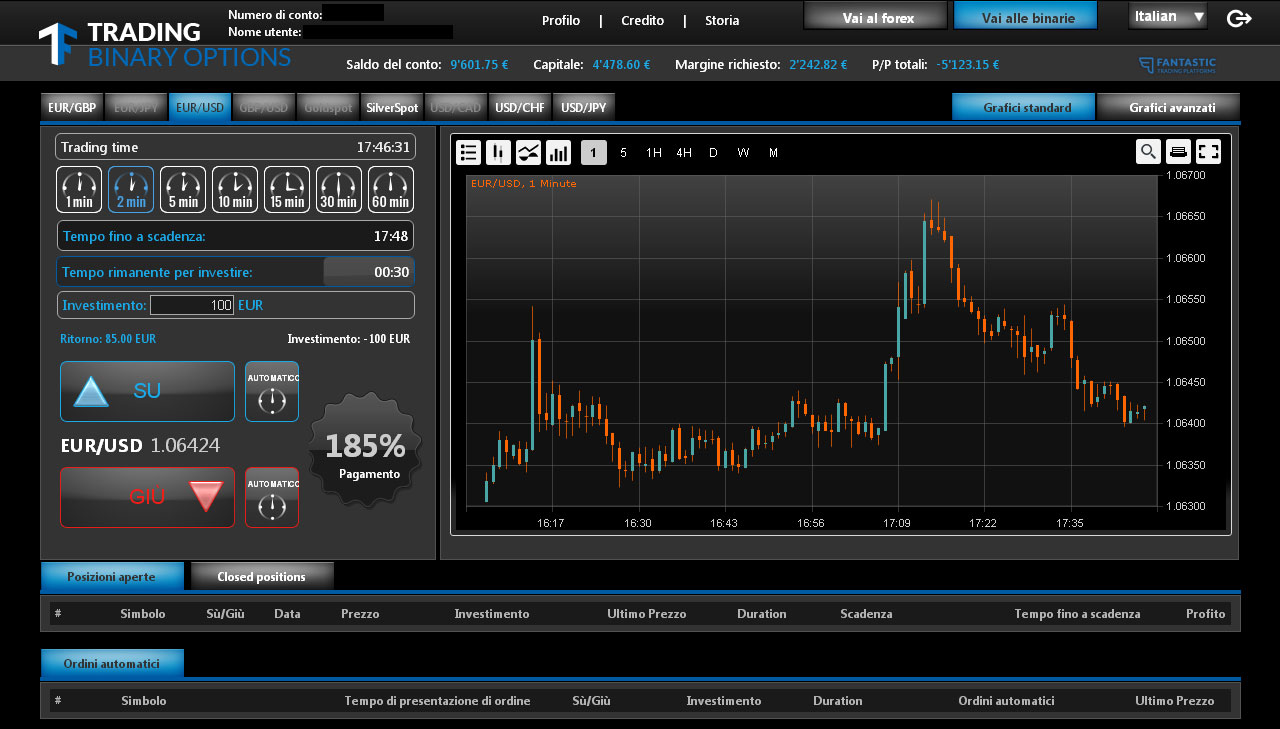 TRADING
BINARY OPTIONS
Numero di conto:
Nome utente:
Profilo | Credito | Storia
Vai al forex
Vai alle binarie
Italian ▼
Saldo del conto: 9'601.75 € Capitale: 4'478.60 € Margine richiesto: 2'242.82 € P/P totali: -5'123.15 €
FANTASTIC
TRADING PLATFORMS
EUR/GBP EUR/JPY EUR/USD GBP/USD Goldspot SilverSpot USD/CAD USD/CHF USD/JPY
Grafici standard Grafici avanzati
Trading time 17:46:31
1 min 2 min 5 min 10 min 15 min 30 min 60 min
Tempo fino a scadenza: 17:48
Tempo rimanente per investire: 00:30
Investimento: 100 EUR
Ritorno: 85.00 EUR Investimento: -100 EUR
SU
AUTOMATICO
EUR/USD 1.06424
185%
Pagamento
GIÙ
AUTOMATICO
1 5 1H 4H D W M
EUR/USD, 1 Minute
1.06700
1.06650
1.06600
1.06550
1.06500
1.06450
1.06400
1.06350
1.06300
16:17 16:30 16:43 16:56 17:09 17:22 17:35
Posizioni aperte Closed positions
# Simbolo Sù/Giù Data Prezzo Investimento Ultimo Prezzo Duration Scadenza Tempo fino a scadenza Profito
Ordini automatici
# Simbolo Tempo di presentazione di ordine Sù/Giù Investimento Duration Ordini automatici Ultimo Prezzo